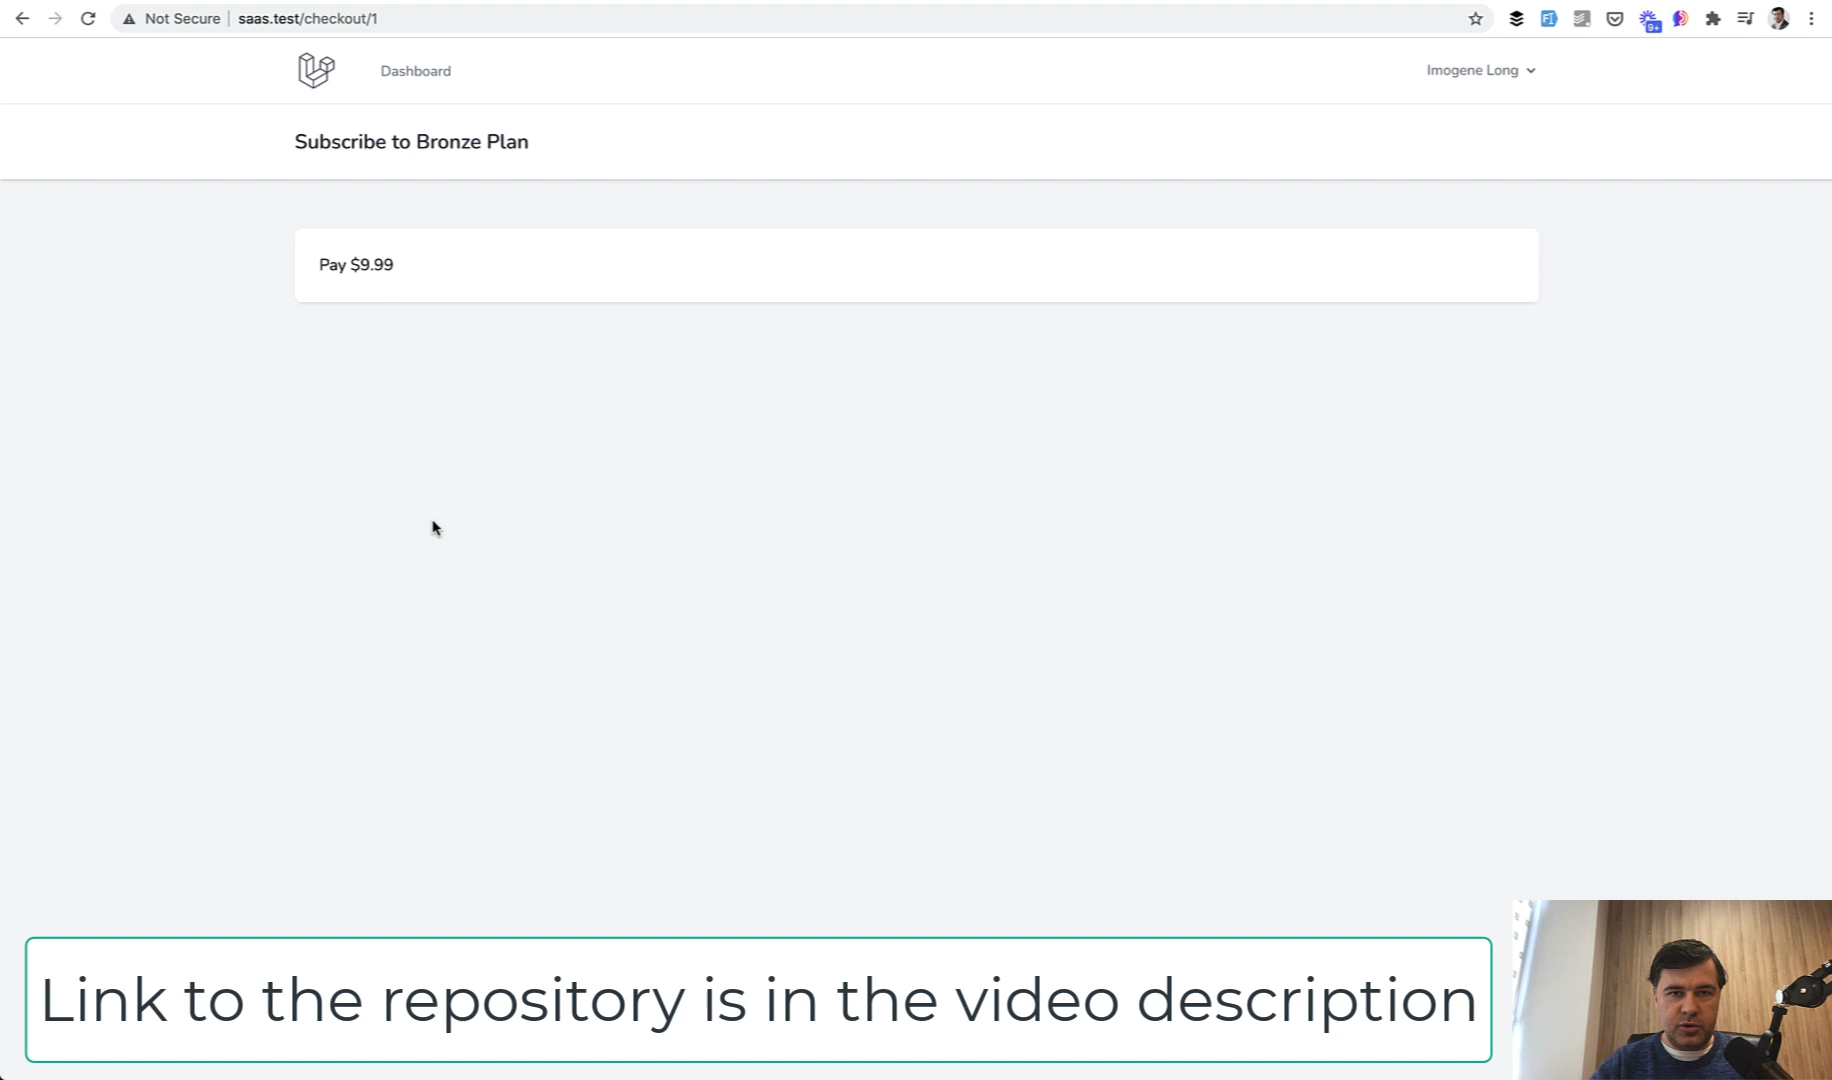 Not Secure | saas.test/checkout/1
9+
Dashboard
Imogene Long
Subscribe to Bronze Plan
Pay $9.99
Link to the repository is in the video description